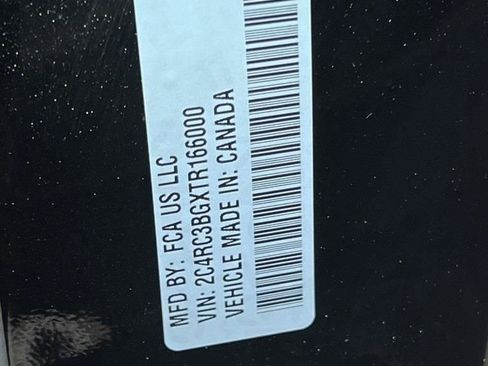 MFD BY: FCA US LLC
VIN: 2C4RC3BGXTR166000
VEHICLE MADE IN: CANADA